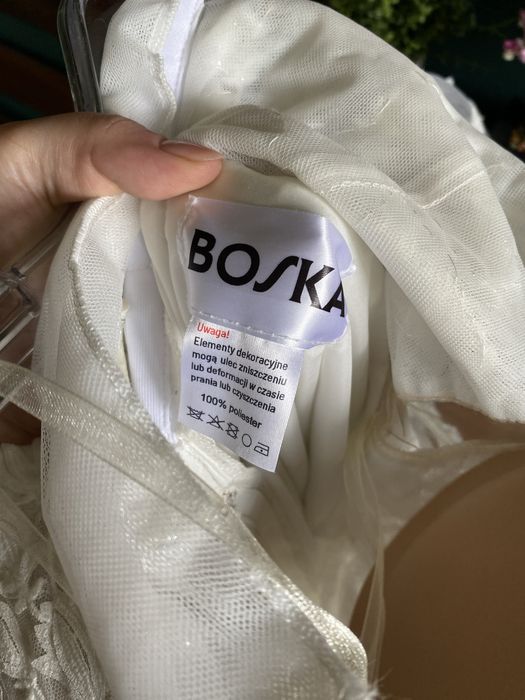 BOSKA
Uwaga!
Elementy dekoracyjne
mogą ulec zniszczeniu
lub deformacji w czasie
prania lub czyszczenia
100% poliester